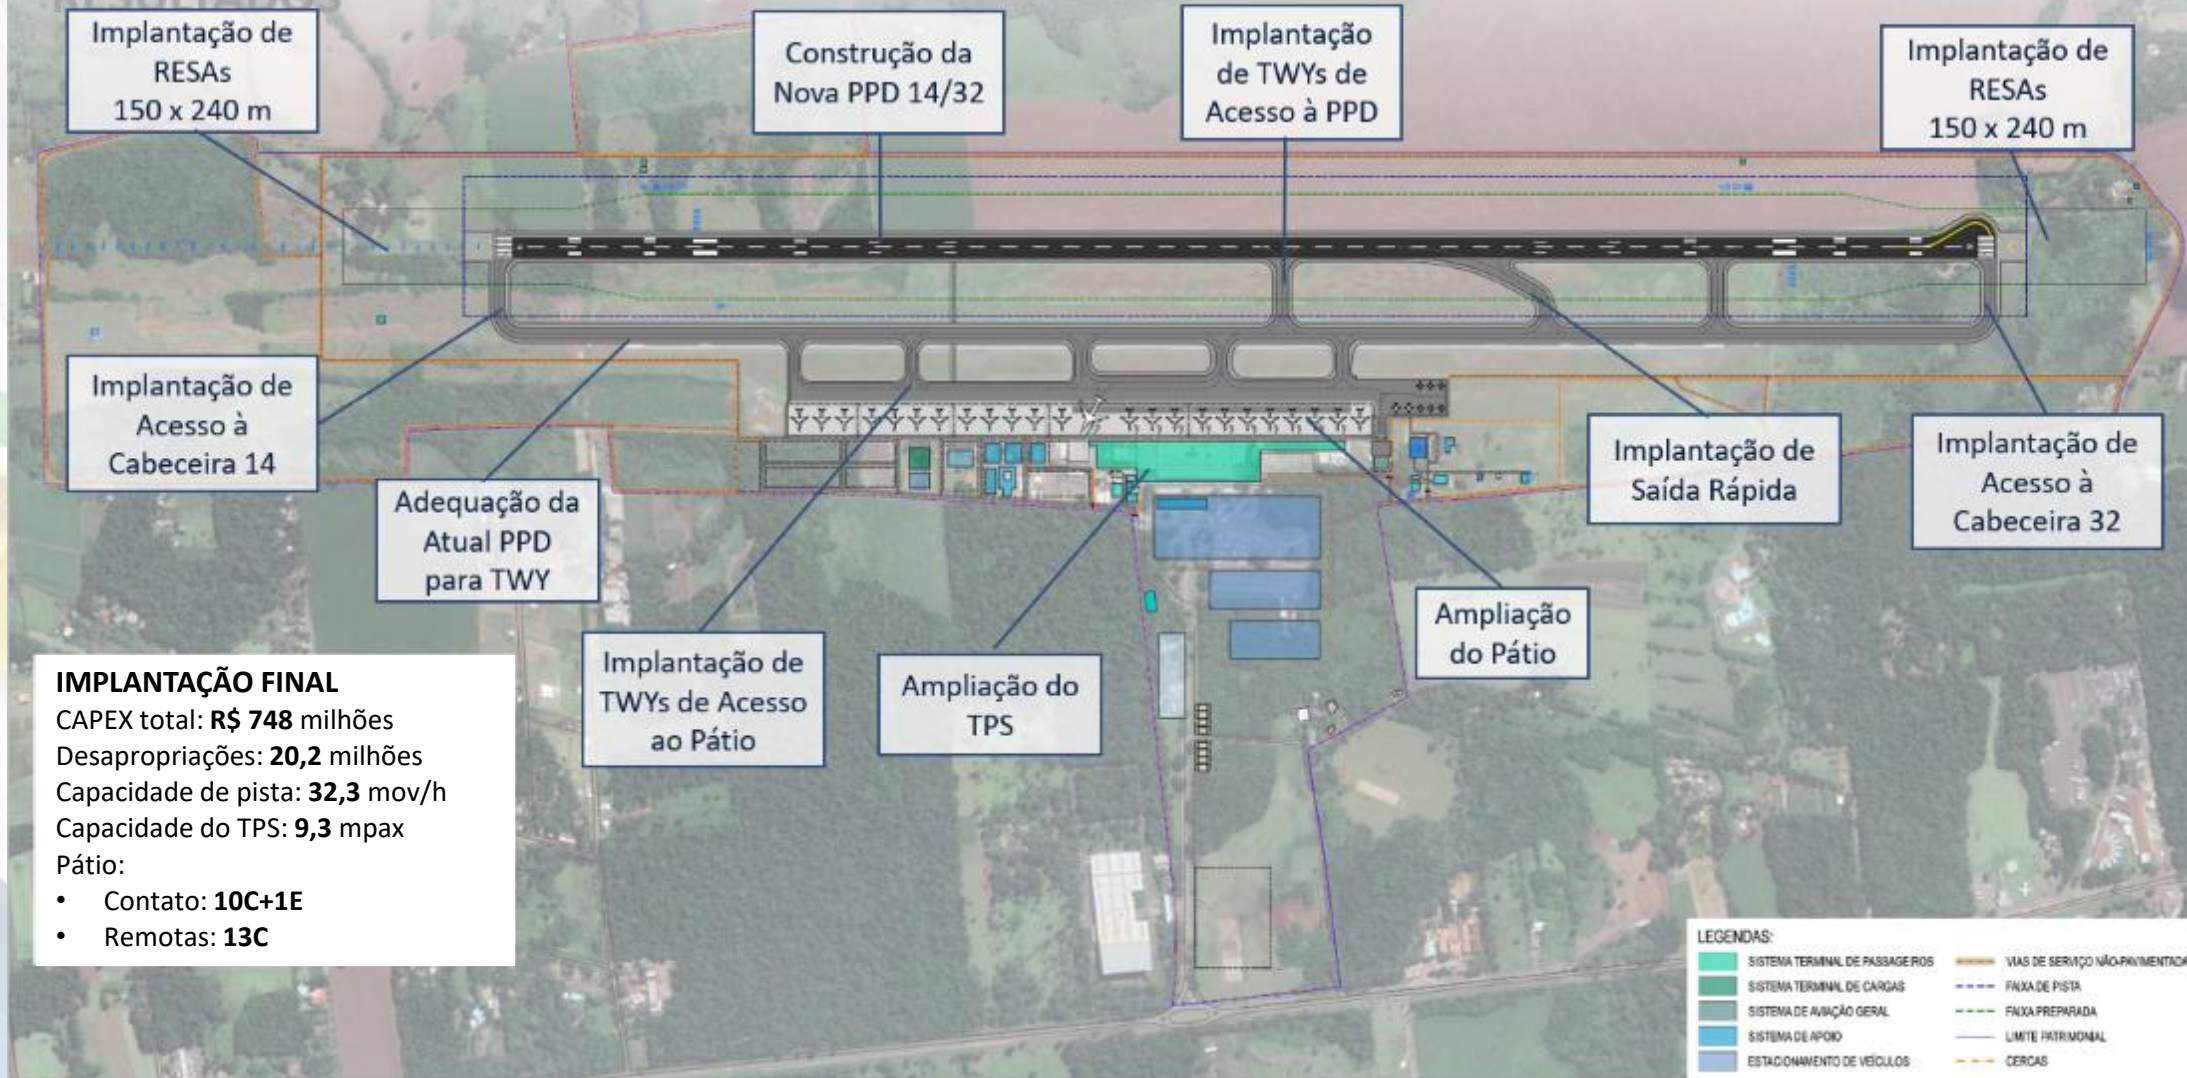 Implantação de
RESAs
150 x 240 m
Construção da
Nova PPD 14/32
Implantação
de TWYs de
Acesso à PPD
Implantação de
RESAs
150 x 240 m
Implantação de
Acesso à
Cabeceira 14
Adequação da
Atual PPD
para TWY
Implantação de
TWYs de Acesso
ao Pátio
Ampliação do
TPS
Ampliação
do Pátio
Implantação de
Saída Rápida
Implantação de
Acesso à
Cabeceira 32
IMPLANTAÇÃO FINAL
CAPEX total: R$ 748 milhões
Desapropriações: 20,2 milhões
Capacidade de pista: 32,3 mov/h
Capacidade do TPS: 9,3 mpax
Pátio:
• Contato: 10C+1E
• Remotas: 13C
LEGENDAS:
SISTEMA TERMINAL DE PASSAGEIROS
SISTEMA TERMINAL DE CARGAS
SISTEMA DE AVIAÇÃO GERAL
SISTEMA DE APOIO
ESTACIONAMENTO DE VEÍCULOS
VIAS DE SERVIÇO NÃO-PAVIMENTADA
FAIXA DE PISTA
FAIXA PREPARADA
LIMITE PATRIMONIAL
CERCAS